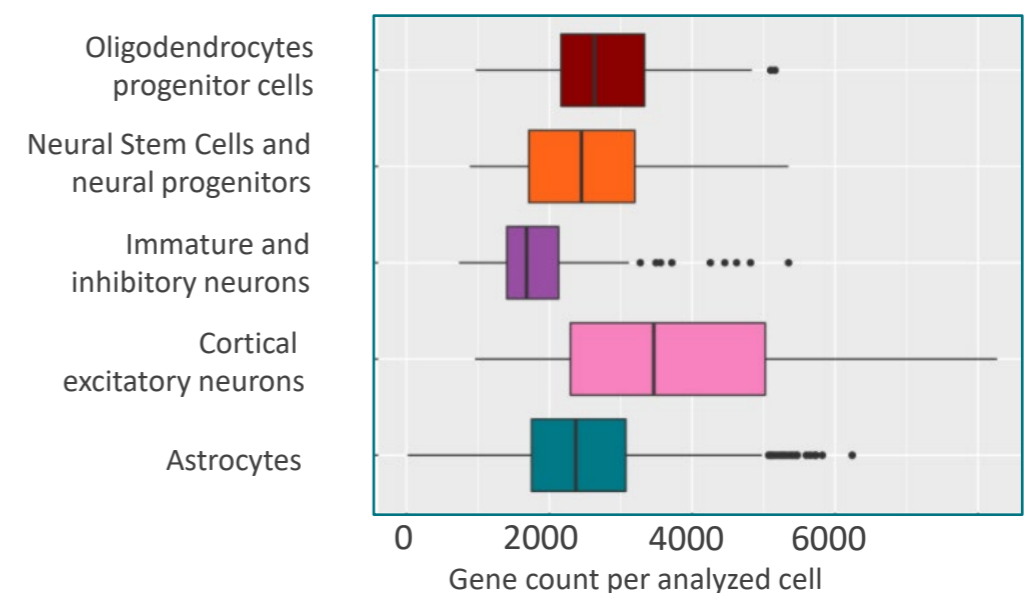 Oligodendrocytes
progenitor cells
Neural Stem Cells and
neural progenitors
Immature and
inhibitory neurons
Cortical
excitatory neurons
Astrocytes
0 2000 4000 6000
Gene count per analyzed cell